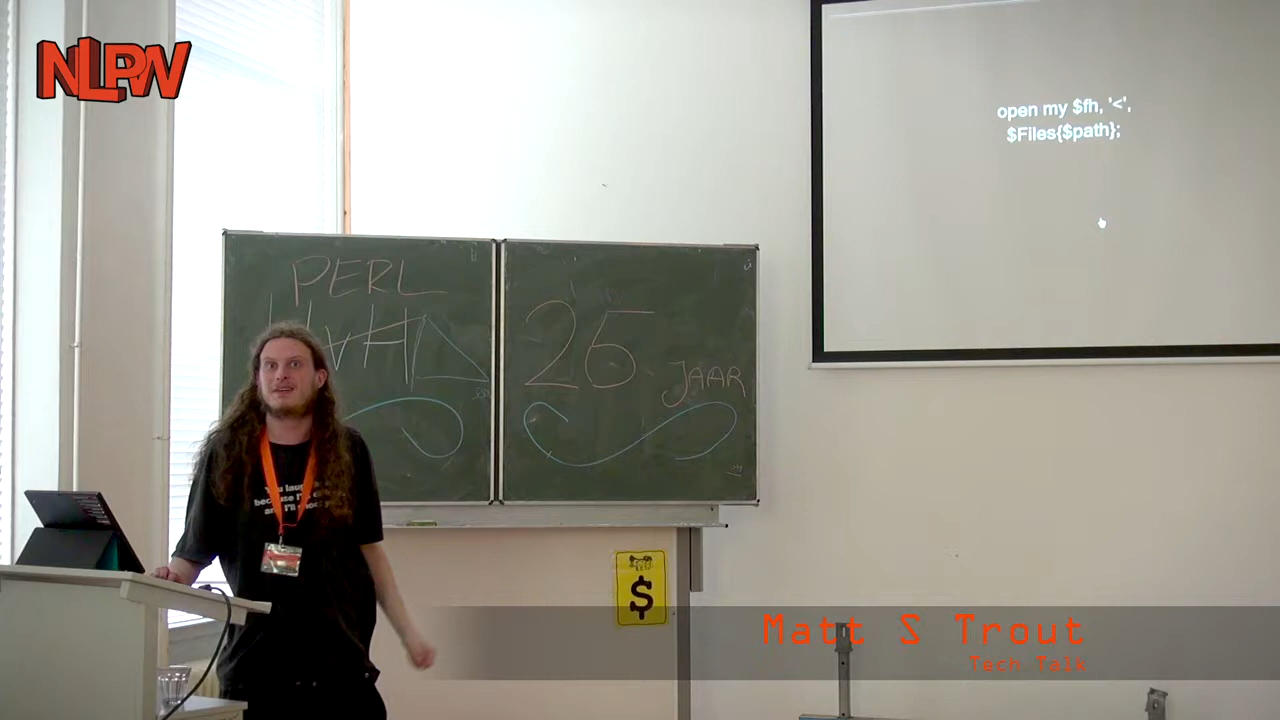 NLPW
open my $fh, '<',
$Files{$path};
PERL
25
JAAR
$
Matt S Trout
Tech Talk